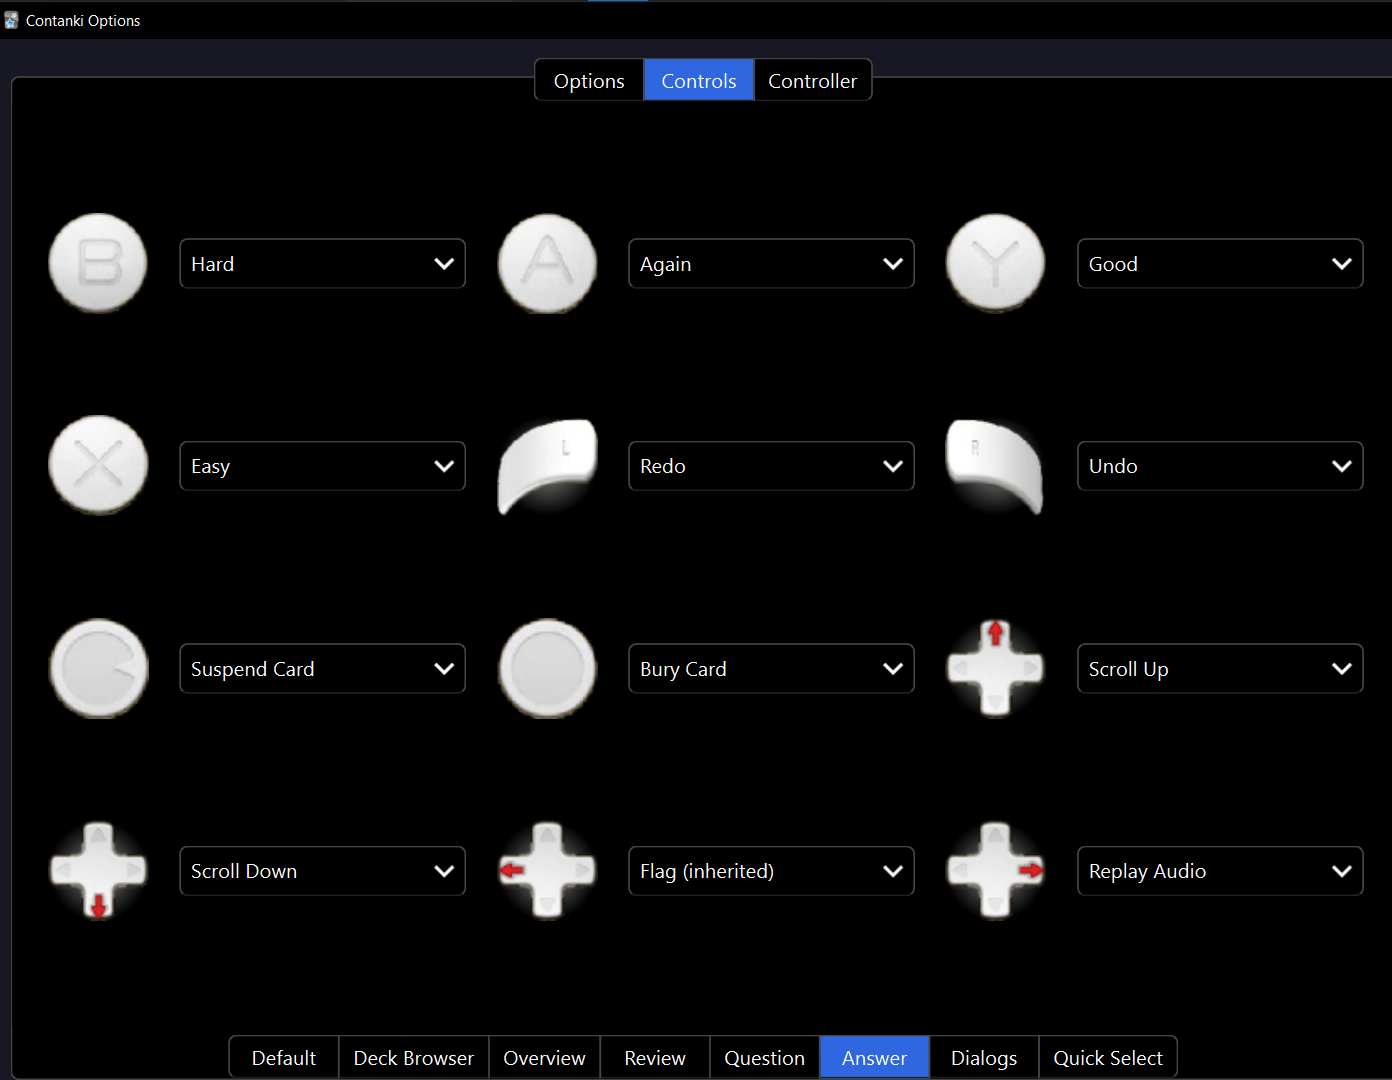 Contanki Options
Options Controls Controller
B Hard A Again Y Good
X Easy L Redo R Undo
Suspend Card Bury Card Scroll Up
Scroll Down Flag (inherited) Replay Audio
Default Deck Browser Overview Review Question Answer Dialogs Quick Select